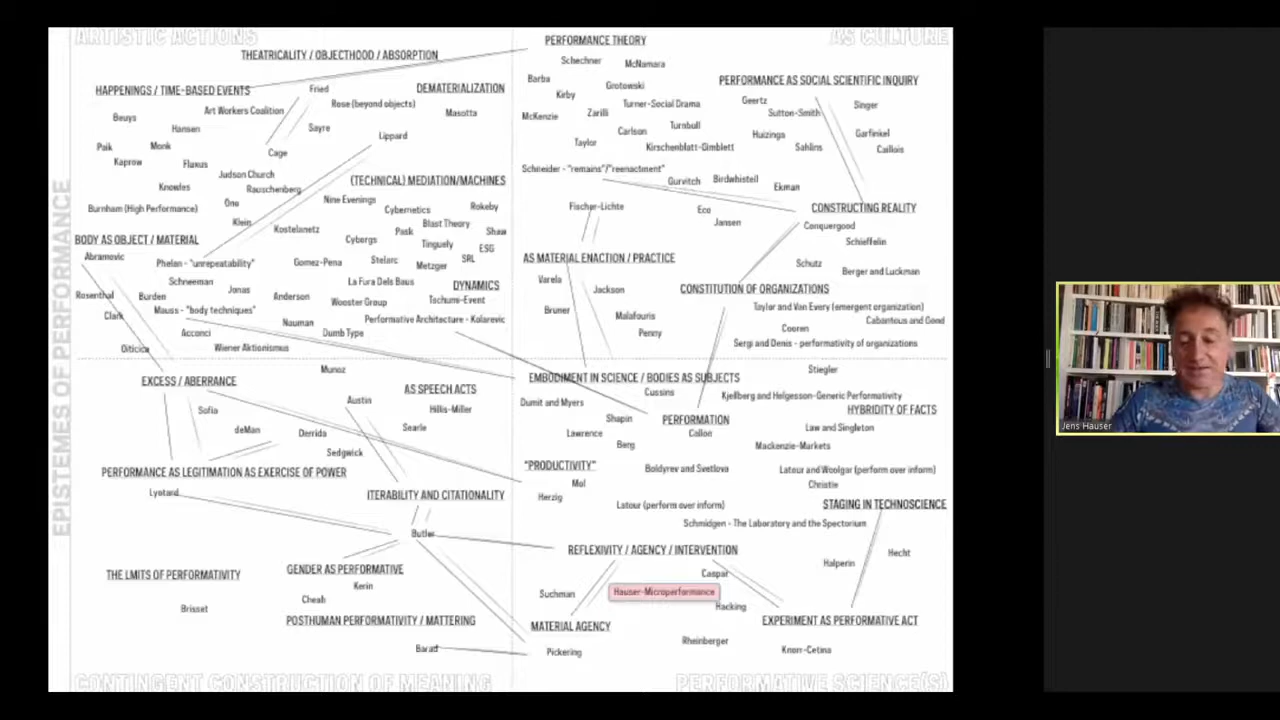 ARTISTIC ACTIONS
AS CULTURE
EPISTEMES OF PERFORMANCE
THEATRICALITY / OBJECTHOOD / ABSORPTION
HAPPENINGS / TIME-BASED EVENTS
Fried
DEMATERIALIZATION
Art Workers Coalition
Rose (beyond objects)
Masotta
Beuys
Hansen
Sayre
Lippard
Paik
Monk
Cage
Kaprow
Fluxus
Judson Church
(TECHNICAL) MEDIATION/MACHINES
Knowles
Rauschenberg
Nine Evenings
Burnham (High Performance)
Ono
Cybernetics
Rokeby
Klein
Kostelanetz
Pask
Blast Theory
Shaw
BODY AS OBJECT / MATERIAL
Cyborgs
Tinguely
ESG
Abramovic
Phelan - "unrepeatability"
Gomez-Pena
Stelarc
Metzger
SRL
Schneeman
Jonas
La Fura Dels Baus
DYNAMICS
Rosenthal
Burden
Anderson
Wooster Group
Tschumi-Event
Clark
Mauss - "body techniques"
Nauman
Performative Architecture - Kolarevic
Acconci
Dumb Type
Oiticica
Wiener Aktionismus
PERFORMANCE THEORY
Schechner
McNamara
Barba
Grotowski
PERFORMANCE AS SOCIAL SCIENTIFIC INQUIRY
Kirby
Turner-Social Drama
Geertz
Singer
McKenzie
Zarilli
Sutton-Smith
Carlson
Turnbull
Huizinga
Garfinkel
Taylor
Kirschenblatt-Gimblett
Sahlins
Caillois
Schneider - "remains"/"reenactment"
Gurvitch
Birdwhistell
Ekman
Fischer-Lichte
Eco
CONSTRUCTING REALITY
Jansen
Conquergood
Schieffelin
AS MATERIAL ENACTION / PRACTICE
Schutz
Berger and Luckman
Varela
Jackson
CONSTITUTION OF ORGANIZATIONS
Bruner
Malafouris
Taylor and Van Every (emergent organization)
Cabantous and Gond
Penny
Cooren
Sergi and Denis - performativity of organizations
EXCESS / ABERRANCE
Munoz
AS SPEECH ACTS
Sofia
Austin
Hillis-Miller
deMan
Derrida
Searle
Sedgwick
PERFORMANCE AS LEGITIMATION AS EXERCISE OF POWER
Lyotard
ITERABILITY AND CITATIONALITY
Butler
THE LMITS OF PERFORMATIVITY
GENDER AS PERFORMATIVE
Kerin
Cheah
Brisset
POSTHUMAN PERFORMATIVITY / MATTERING
Barad
EMBODIMENT IN SCIENCE / BODIES AS SUBJECTS
Stiegler
Cussins
Kjellberg and Helgesson-Generic Performativity
Dumit and Myers
HYBRIDITY OF FACTS
Shapin
PERFORMATION
Law and Singleton
Lawrence
Callon
Berg
Mackenzie-Markets
"PRODUCTIVITY"
Boldyrev and Svetlova
Latour and Woolgar (perform over inform)
Mol
Christie
Herzig
Latour (perform over inform)
STAGING IN TECHNOSCIENCE
Schmidgen - The Laboratory and the Spectorium
REFLEXIVITY / AGENCY / INTERVENTION
Hecht
Halperin
Caspar
Suchman
Hauser-Microperformance
Hacking
MATERIAL AGENCY
EXPERIMENT AS PERFORMATIVE ACT
Rheinberger
Pickering
Knorr-Cetina
CONTINGENT CONSTRUCTION OF MEANING
PERFORMATIVE SCIENCE(S)
Jens Hauser